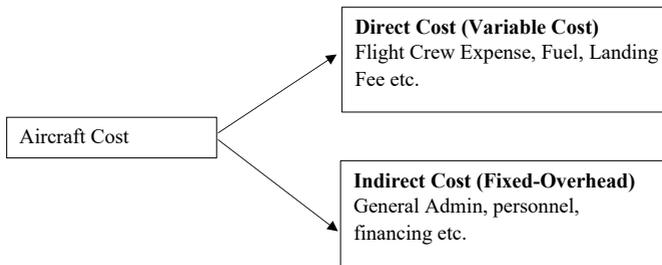 Direct Cost (Variable Cost)
Flight Crew Expense, Fuel, Landing
Fee etc.
Aircraft Cost
Indirect Cost (Fixed-Overhead)
General Admin, personnel,
financing etc.